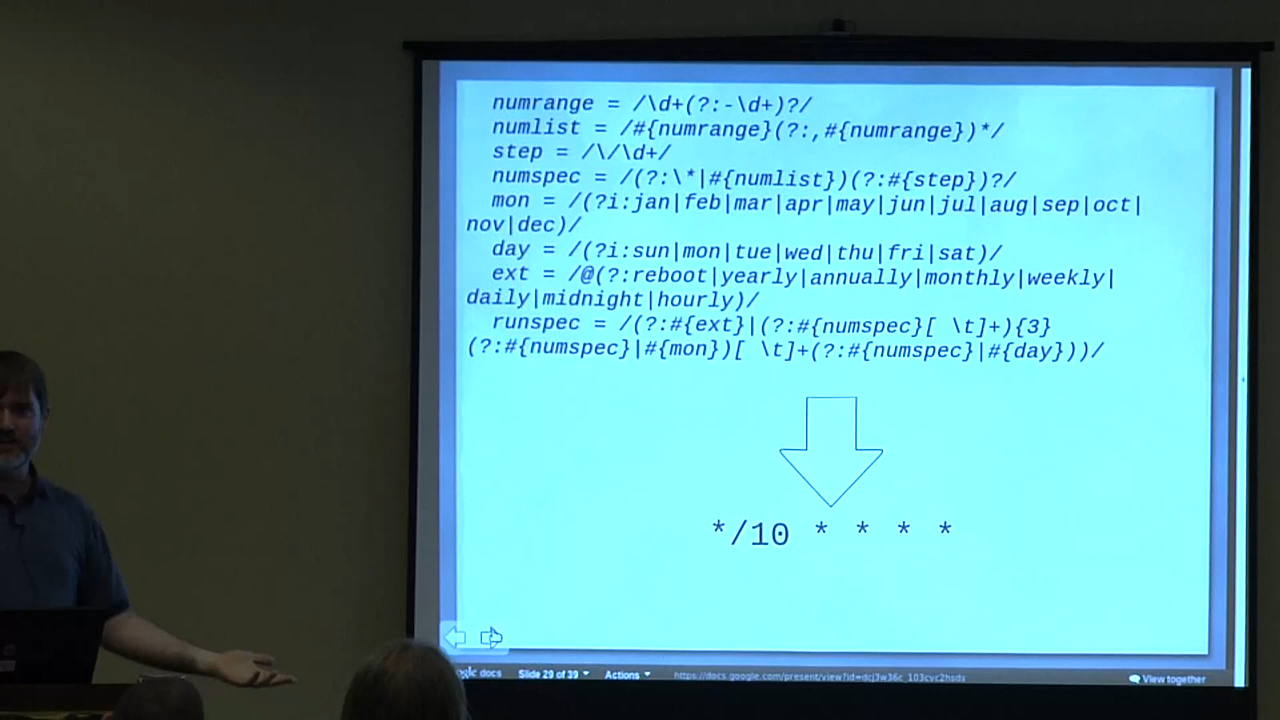 numrange = /\d+(?:-\d+)?/
numlist = /#{numrange}(?:,#{numrange})*/
step = /\/\d+/
numspec = /(?:\*|#{numlist})(?:#{step})?/
mon = /(?i:jan|feb|mar|apr|may|jun|jul|aug|sep|oct|
nov|dec)/
day = /(?i:sun|mon|tue|wed|thu|fri|sat)/
ext = /@(?:reboot|yearly|annually|monthly|weekly|
daily|midnight|hourly)/
runspec = /(?:#{ext}|(?:#{numspec}[ \t]+){3}
(?:#{numspec}|#{mon})[ \t]+(?:#{numspec}|#{day}))/
*/10 * * * *
docs Slide 29 of 39 Actions View together